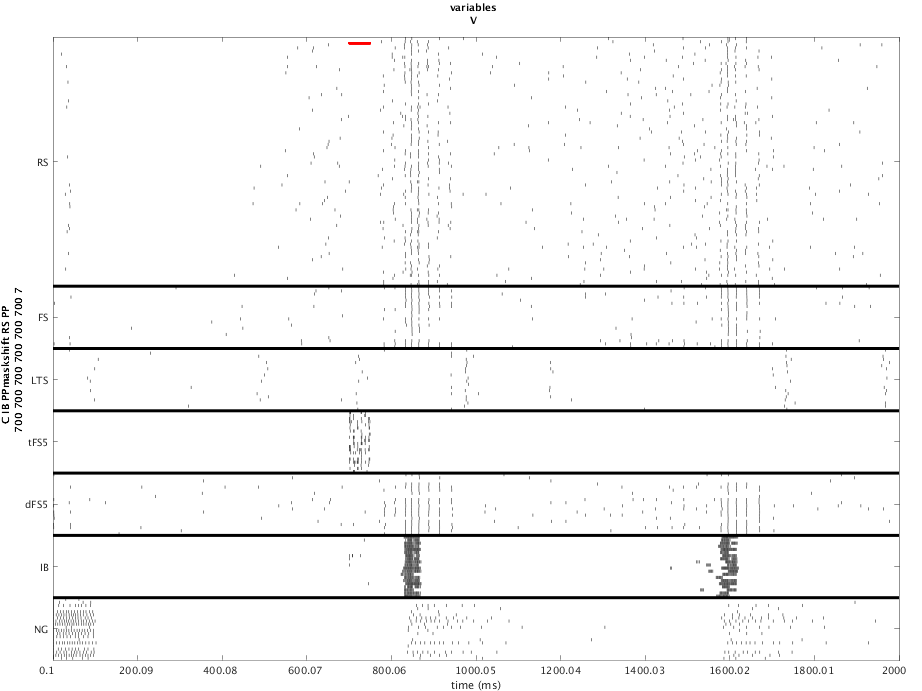 variables
V
C IB PPmaskshift RS PP
700 700 700 700 700 700 700 7
RS
FS
LTS
tFS5
dFS5
IB
NG
0.1 200.09 400.08 600.07 800.06 1000.05 1200.04 1400.03 1600.02 1800.01 2000
time (ms)